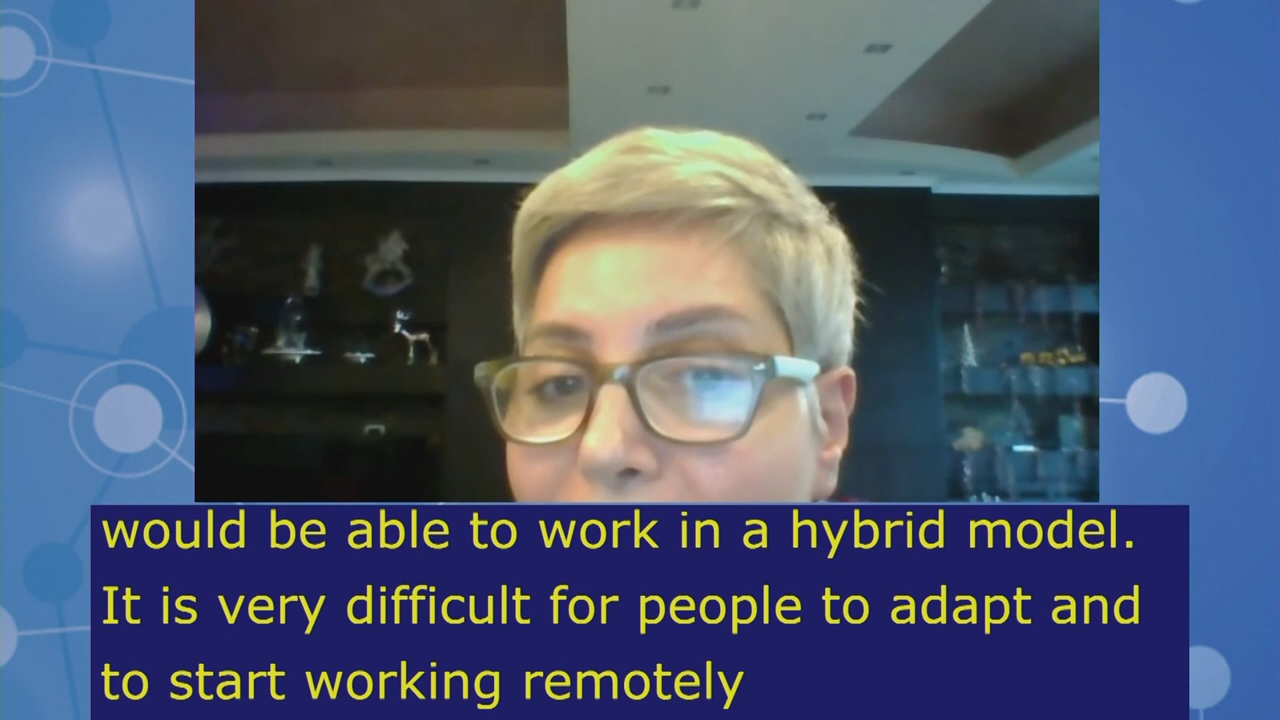 would be able to work in a hybrid model.
It is very difficult for people to adapt and
to start working remotely